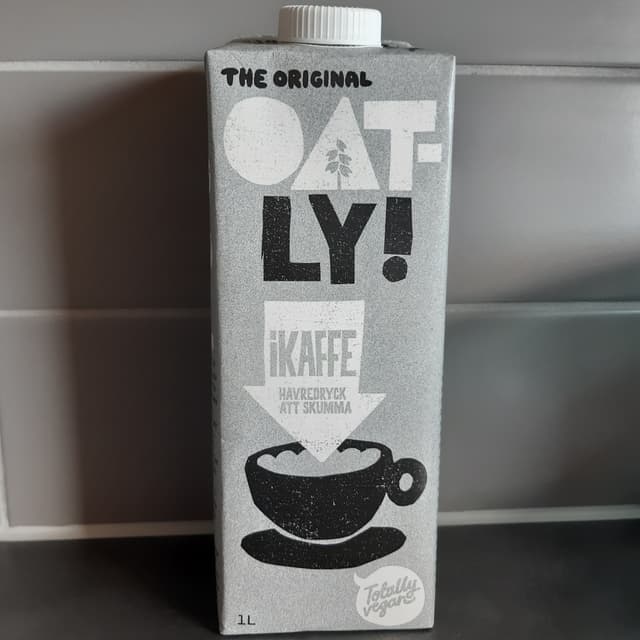 THE ORIGINAL
OAT-
LY!
iKAFFE
HAVREDRYCK
ATT SKUMMA
Totally
vegan
1L